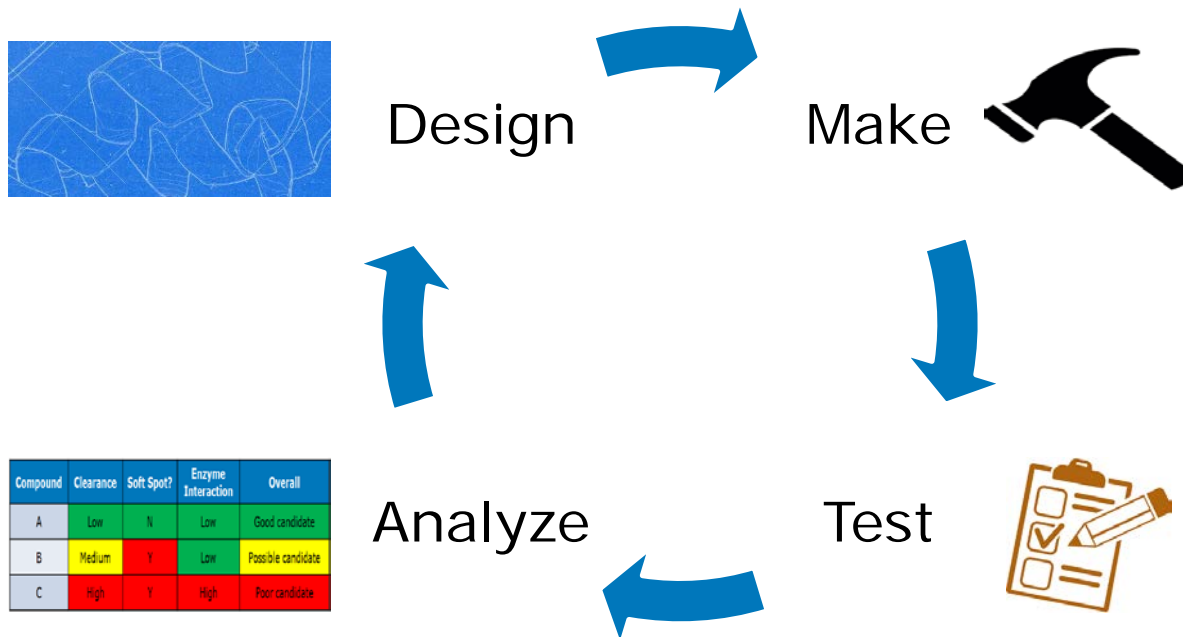 Design
Make
Compound Clearance Soft Spot? Enzyme Interaction Overall
A Low N Low Good candidate
B Medium Y Low Possible candidate
C High Y High Poor candidate
Analyze
Test